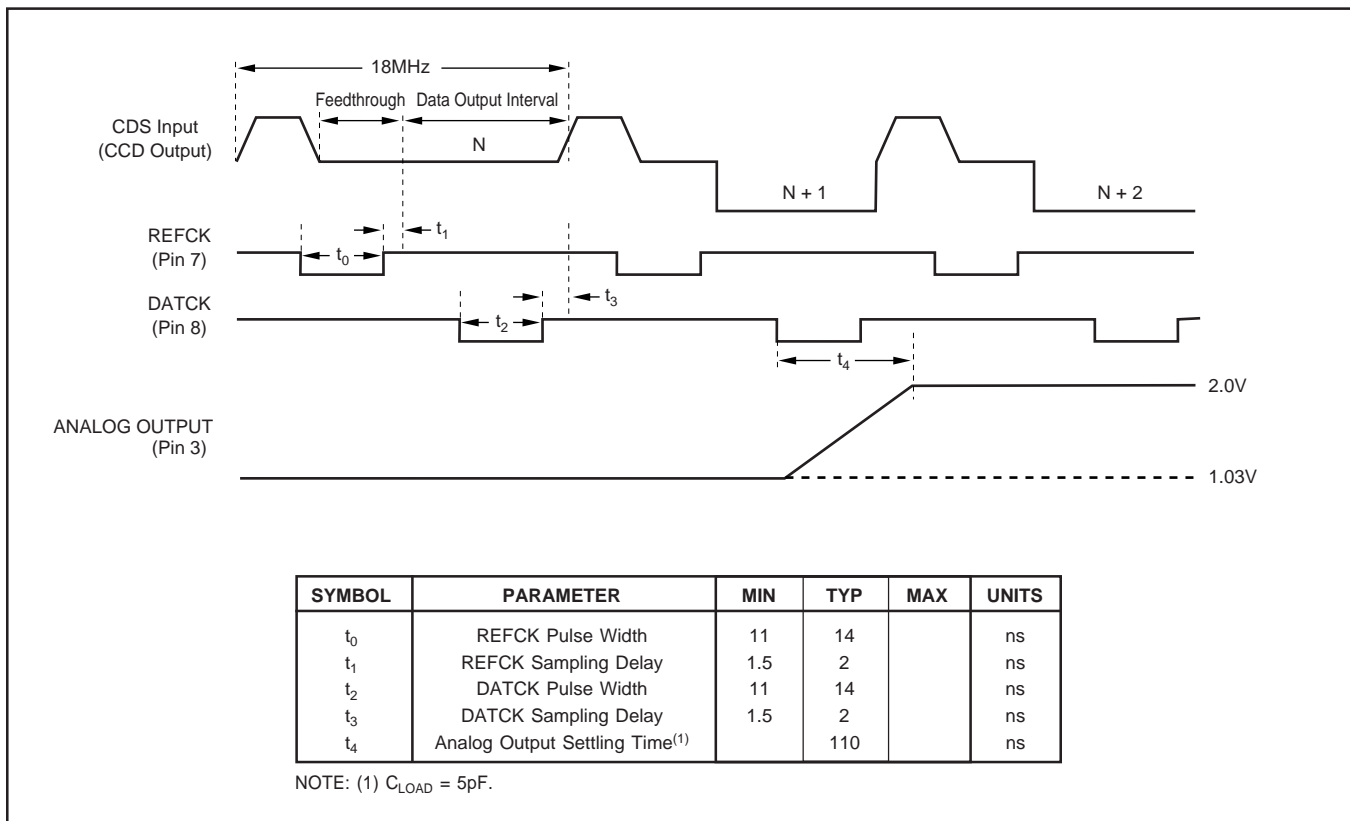 18MHz
Feedthrough
Data Output Interval
CDS Input
(CCD Output)
N
N + 1
N + 2
REFCK
(Pin 7)
t0
t1
DATCK
(Pin 8)
t2
t3
t4
ANALOG OUTPUT
(Pin 3)
2.0V
1.03V
SYMBOL PARAMETER MIN TYP MAX UNITS
t0 REFCK Pulse Width 11 14 ns
t1 REFCK Sampling Delay 1.5 2 ns
t2 DATCK Pulse Width 11 14 ns
t3 DATCK Sampling Delay 1.5 2 ns
t4 Analog Output Settling Time(1) 110 ns
NOTE: (1) CLOAD = 5pF.